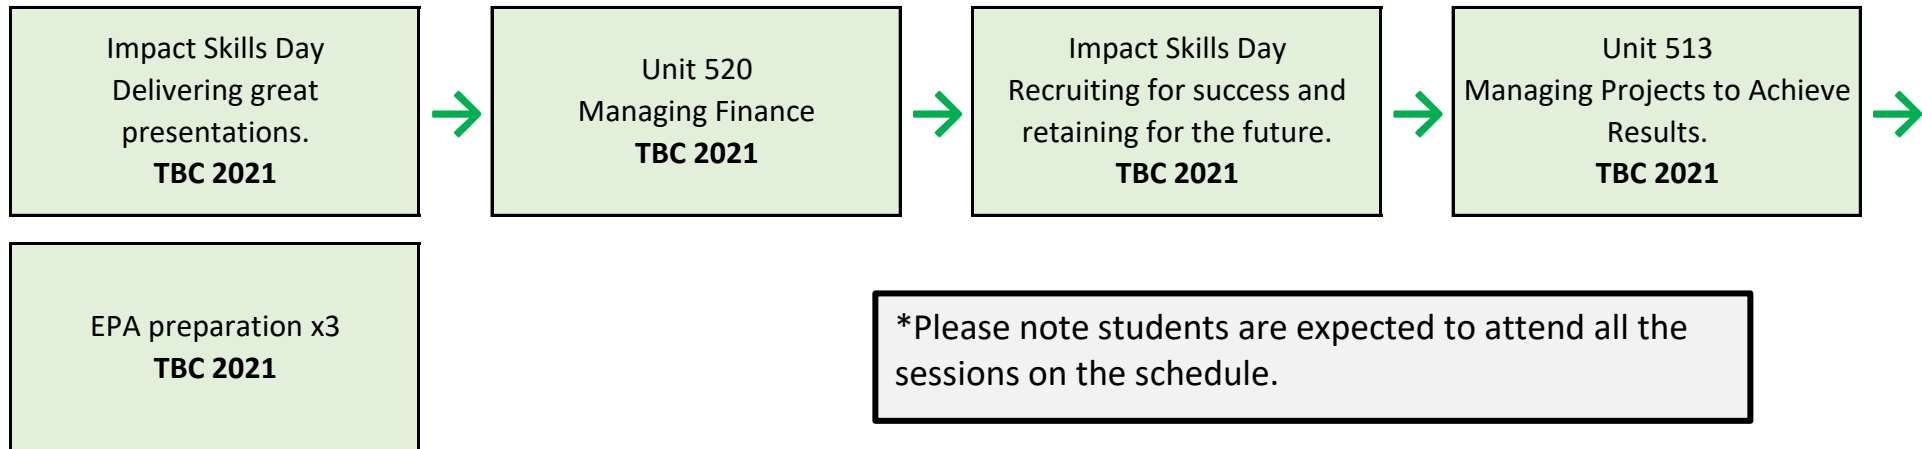 Impact Skills Day
Delivering great
presentations.
TBC 2021
Unit 520
Managing Finance
TBC 2021
Impact Skills Day
Recruiting for success and
retaining for the future.
TBC 2021
Unit 513
Managing Projects to Achieve
Results.
TBC 2021
EPA preparation x3
TBC 2021
*Please note students are expected to attend all the
sessions on the schedule.